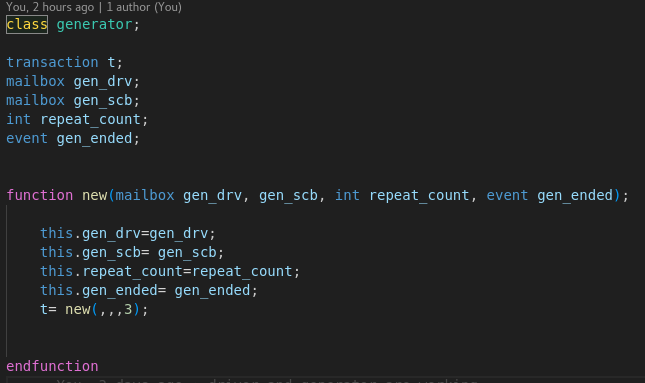 You, 2 hours ago | 1 author (You)
class generator;
transaction t;
mailbox gen_drv;
mailbox gen_scb;
int repeat_count;
event gen_ended;
function new(mailbox gen_drv, gen_scb, int repeat_count, event gen_ended);
this.gen_drv=gen_drv;
this.gen_scb= gen_scb;
this.repeat_count=repeat_count;
this.gen_ended= gen_ended;
t= new(,,,3);
endfunction